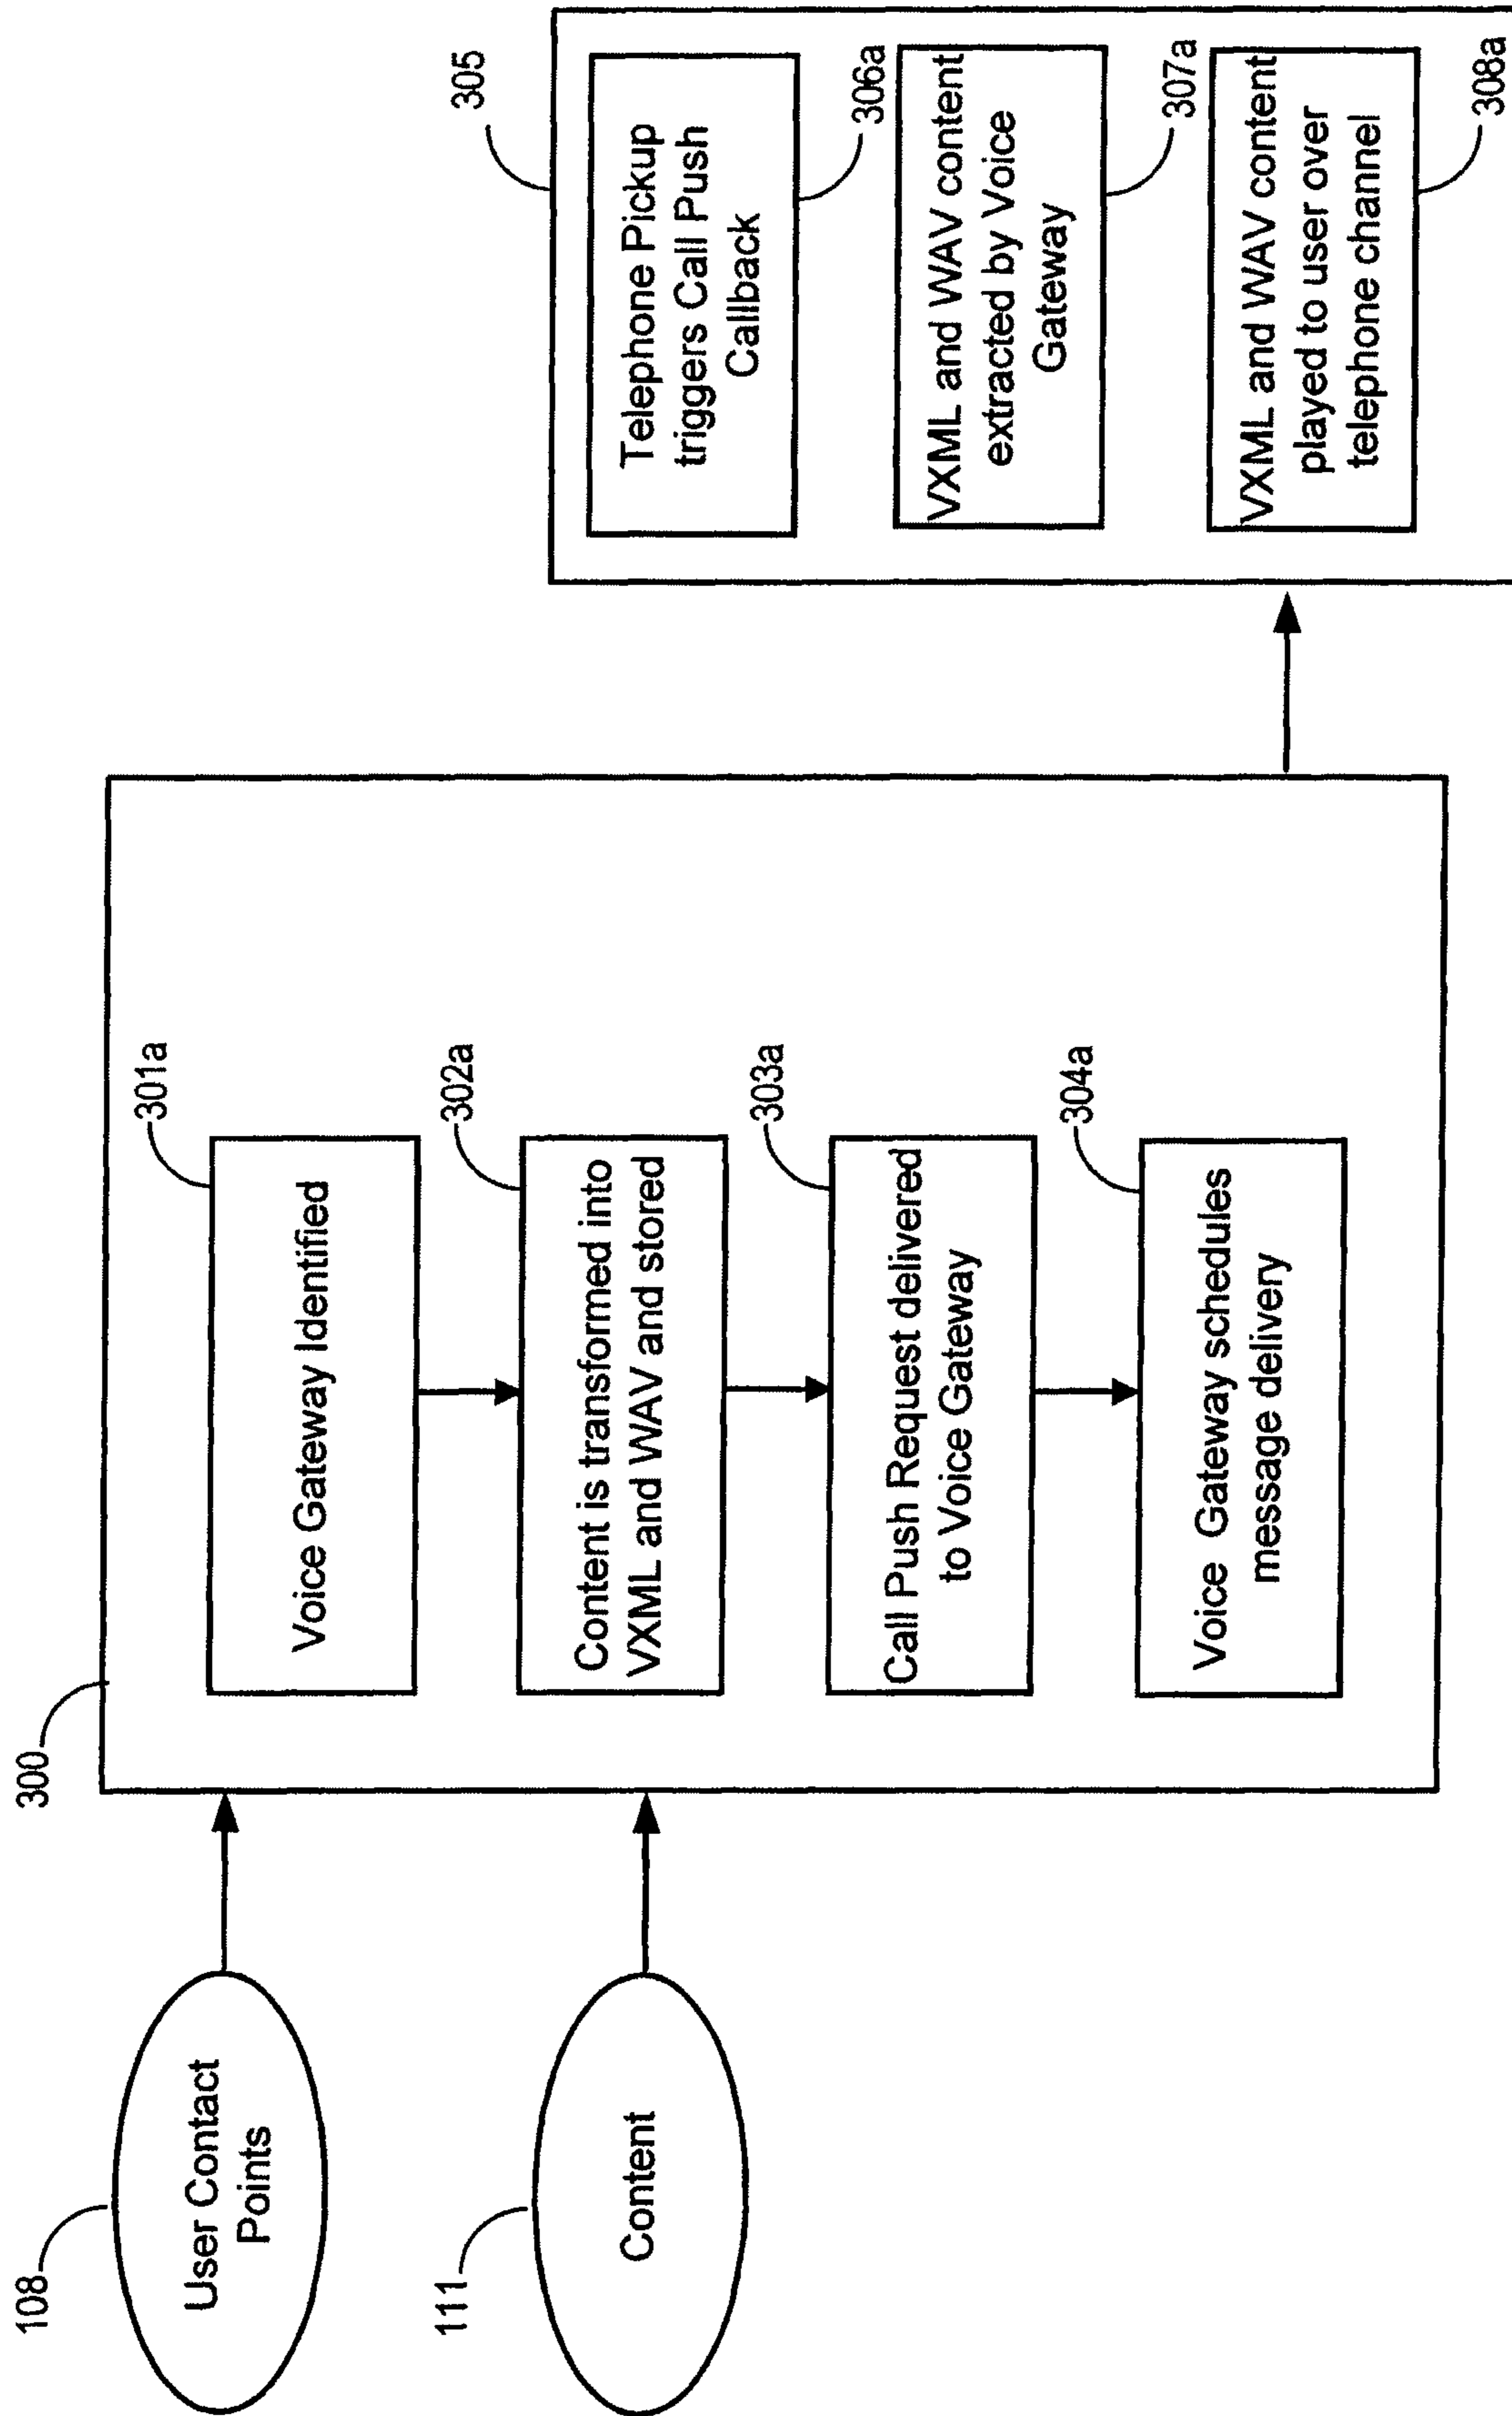 108
User Contact
Points
111
Content
300
301a
Voice Gateway Identified
302a
Content is transformed into
VXML and WAV and stored
303a
Call Push Request delivered
to Voice Gateway
304a
Voice Gateway schedules
message delivery
305
Telephone Pickup
triggers Call Push
Callback
306a
VXML and WAV content
extracted by Voice
Gateway
307a
VXML and WAV content
played to user over
telephone channel
308a